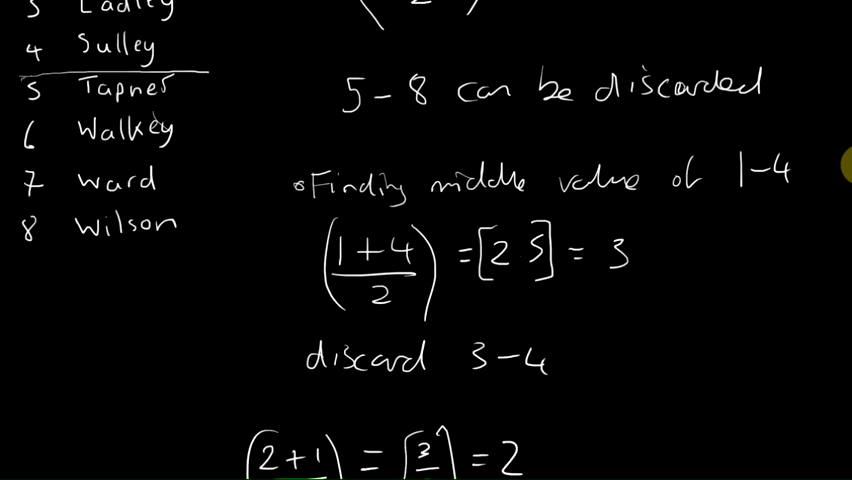 3 Ladley
4 Sulley
5 Tapner
6 Walkey
7 Ward
8 Wilson
2
5 - 8 can be discarded
Finding middle value of 1-4
(1+4 / 2) = [2 5] = 3
discard 3-4
(2+1 = [3 = 2